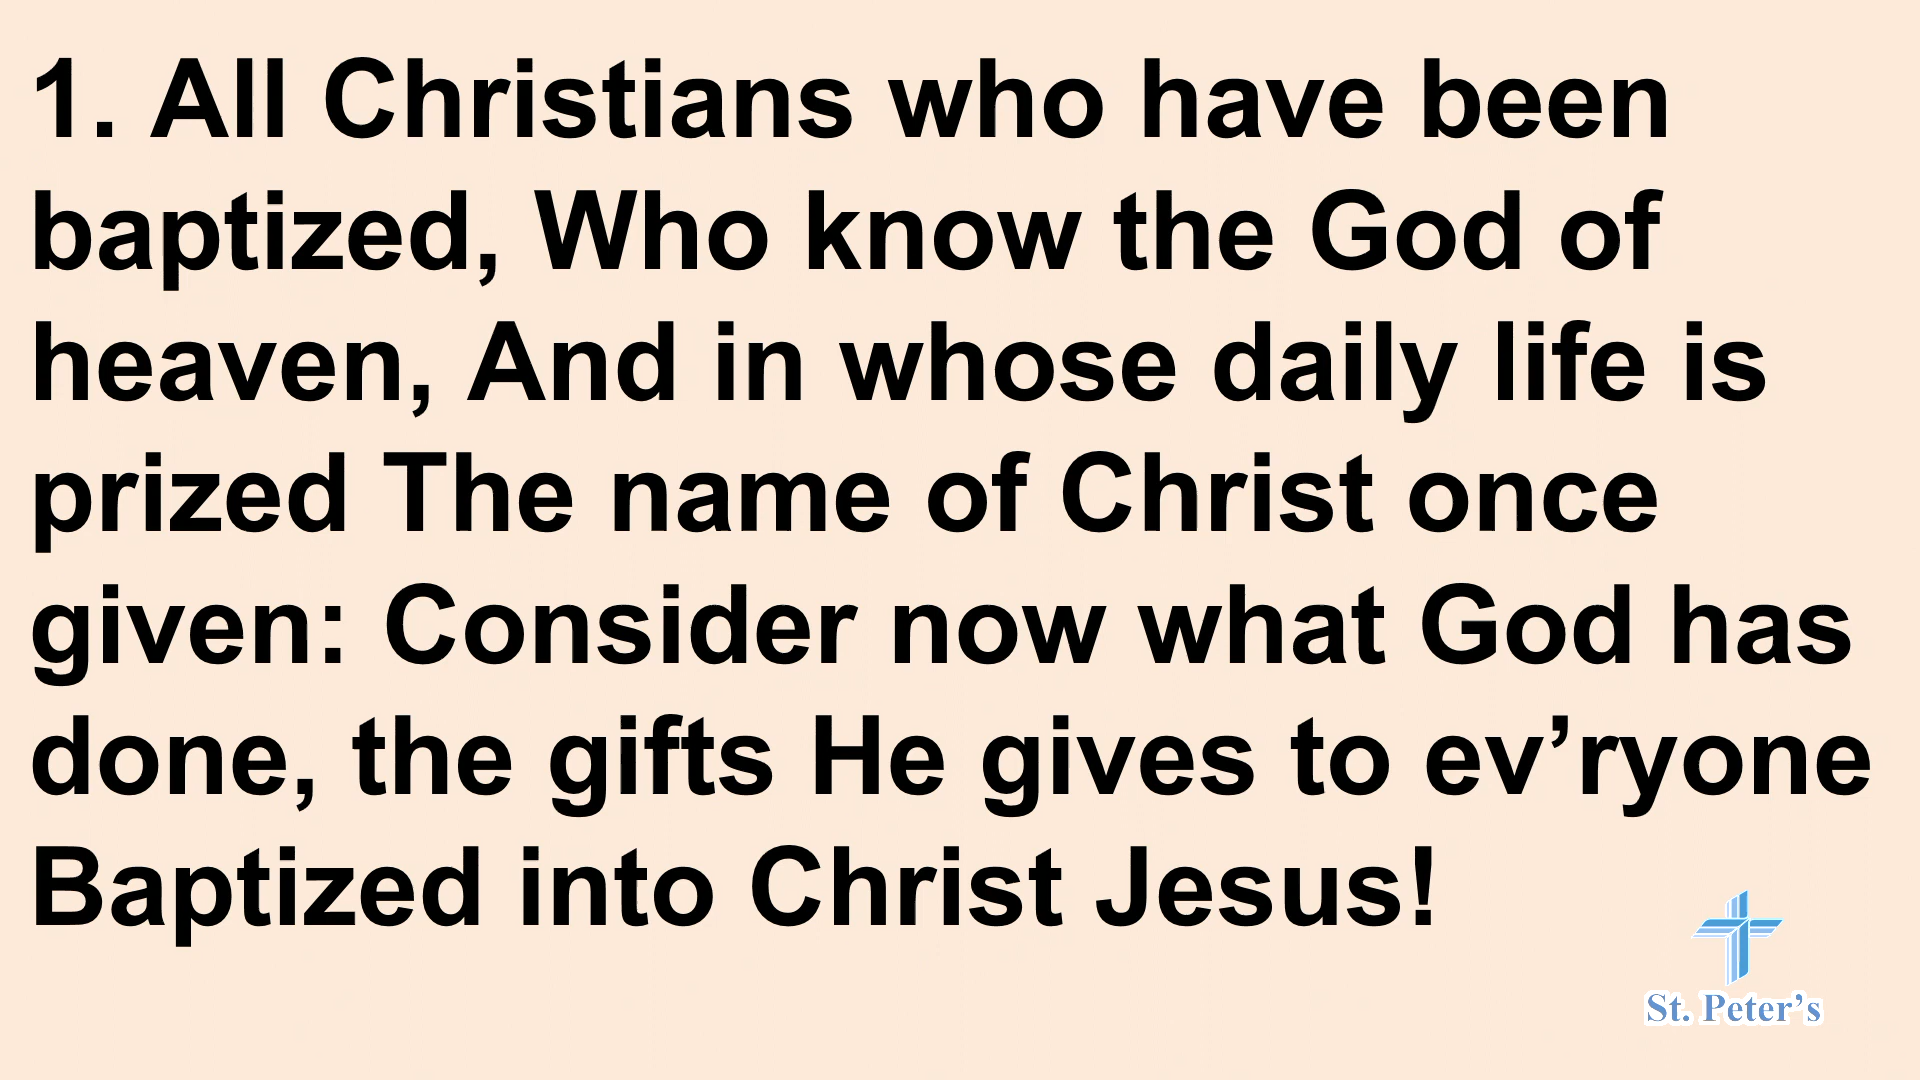 1. All Christians who have been
baptized, Who know the God of
heaven, And in whose daily life is
prized The name of Christ once
given: Consider now what God has
done, the gifts He gives to ev’ryone
Baptized into Christ Jesus!
St. Peter’s